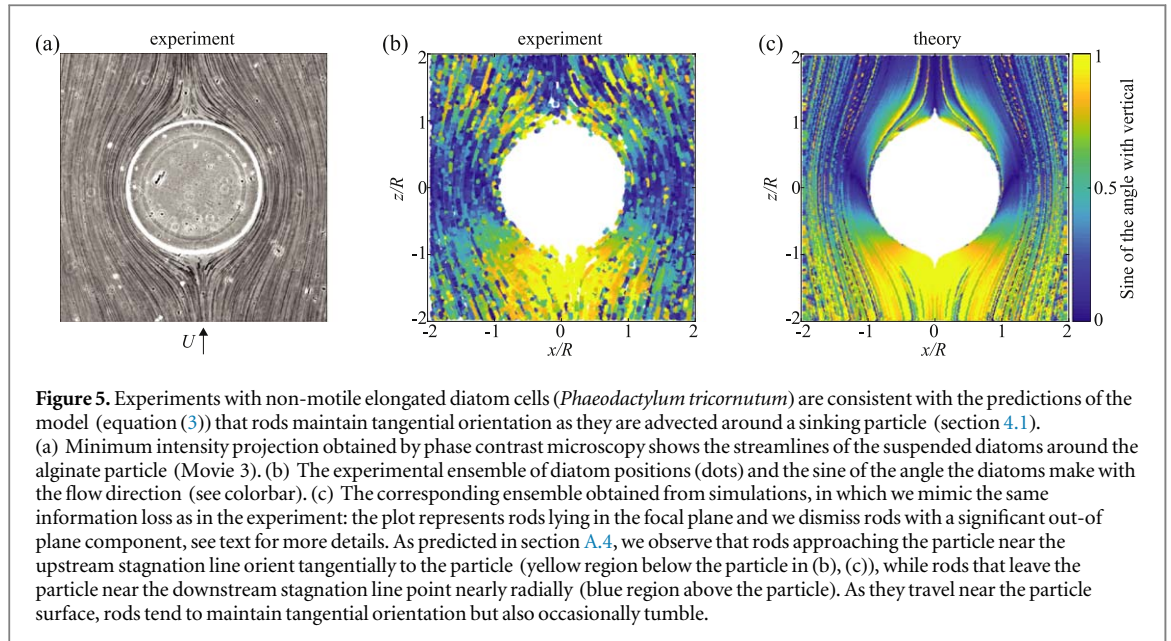 (a) experiment (b) experiment (c) theory
2 2 1
1 1
z/R 0 z/R 0 0.5 Sine of the angle with vertical
-1 -1
-2 -2 0
-2 -1 0 1 2 -2 -1 0 1 2
U x/R x/R
Figure 5. Experiments with non-motile elongated diatom cells (Phaeodactylum tricornutum) are consistent with the predictions of the
model (equation (3)) that rods maintain tangential orientation as they are advected around a sinking particle (section 4.1).
(a) Minimum intensity projection obtained by phase contrast microscopy shows the streamlines of the suspended diatoms around the
alginate particle (Movie 3). (b) The experimental ensemble of diatom positions (dots) and the sine of the angle the diatoms make with
the flow direction (see colorbar). (c) The corresponding ensemble obtained from simulations, in which we mimic the same
information loss as in the experiment: the plot represents rods lying in the focal plane and we dismiss rods with a significant out-of
plane component, see text for more details. As predicted in section A.4, we observe that rods approaching the particle near the
upstream stagnation line orient tangentially to the particle (yellow region below the particle in (b), (c)), while rods that leave the
particle near the downstream stagnation line point nearly radially (blue region above the particle). As they travel near the particle
surface, rods tend to maintain tangential orientation but also occasionally tumble.